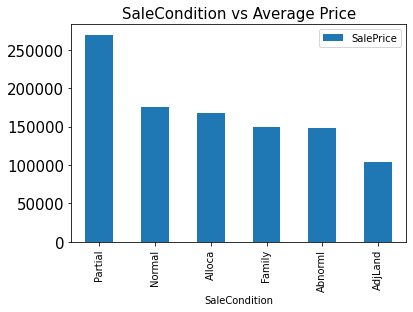 SaleCondition vs Average Price
SalePrice
250000
200000
150000
100000
50000
0
Partial
Normal
Alloca
Family
Abnorml
AdjLand
SaleCondition